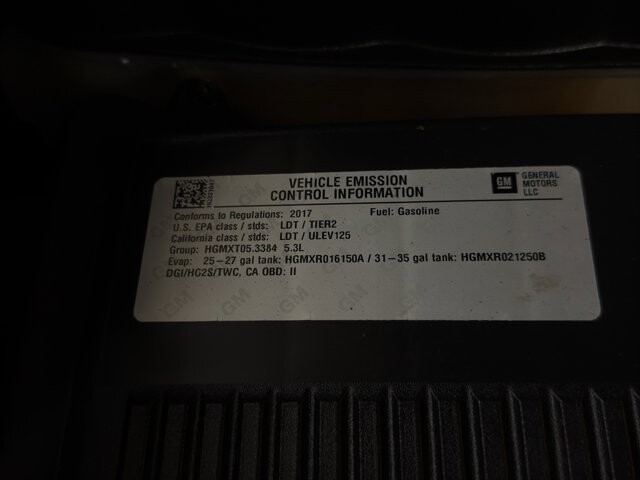 VEHICLE EMISSION
CONTROL INFORMATION
GM
GENERAL
MOTORS
LLC
Conforms to Regulations: 2017 Fuel: Gasoline
U.S. EPA class / stds: LDT / TIER2
California class / stds: LDT / ULEV125
Group: HGMXT05.3384 5.3L
Evap: 25-27 gal tank: HGMXR016150A / 31-35 gal tank: HGMXR021250B
DGI/HO2S/TWC, CA OBD: II